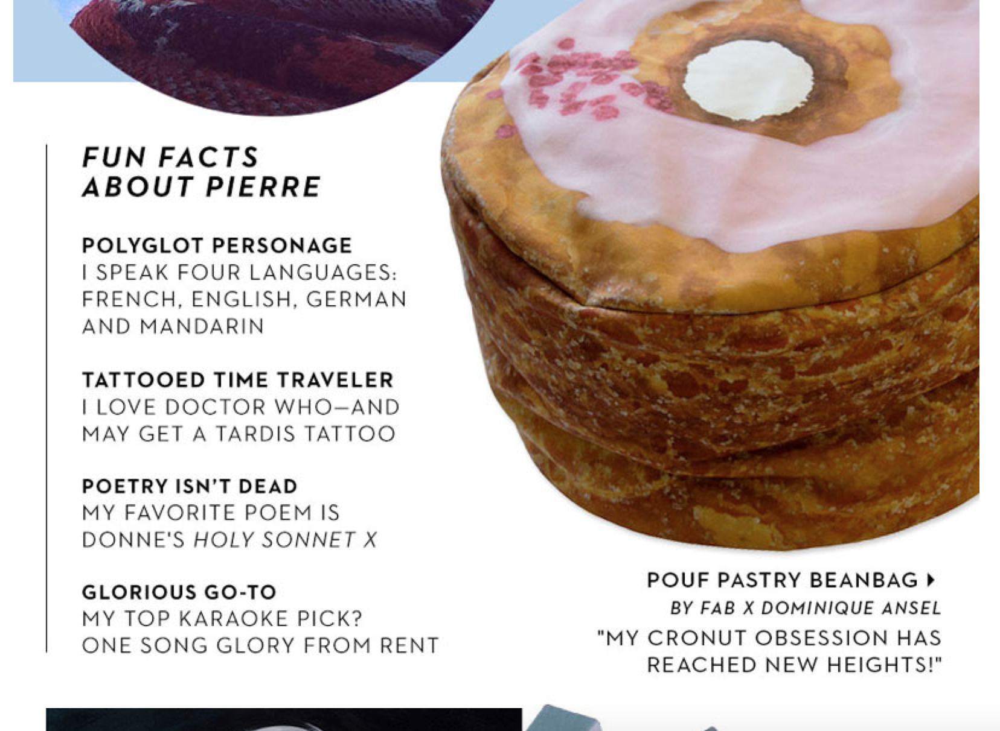 FUN FACTS
ABOUT PIERRE
POLYGLOT PERSONAGE
I SPEAK FOUR LANGUAGES:
FRENCH, ENGLISH, GERMAN
AND MANDARIN
TATTOOED TIME TRAVELER
I LOVE DOCTOR WHO—AND
MAY GET A TARDIS TATTOO
POETRY ISN'T DEAD
MY FAVORITE POEM IS
DONNE'S HOLY SONNET X
GLORIOUS GO-TO
MY TOP KARAOKE PICK?
ONE SONG GLORY FROM RENT
POUF PASTRY BEANBAG
BY FAB X DOMINIQUE ANSEL
"MY CRONUT OBSESSION HAS
REACHED NEW HEIGHTS!"